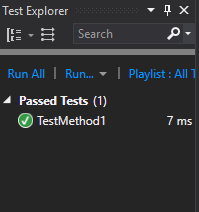 Test Explorer
Search
Run All | Run... | Playlist : All T
Passed Tests (1)
TestMethod1 7 ms